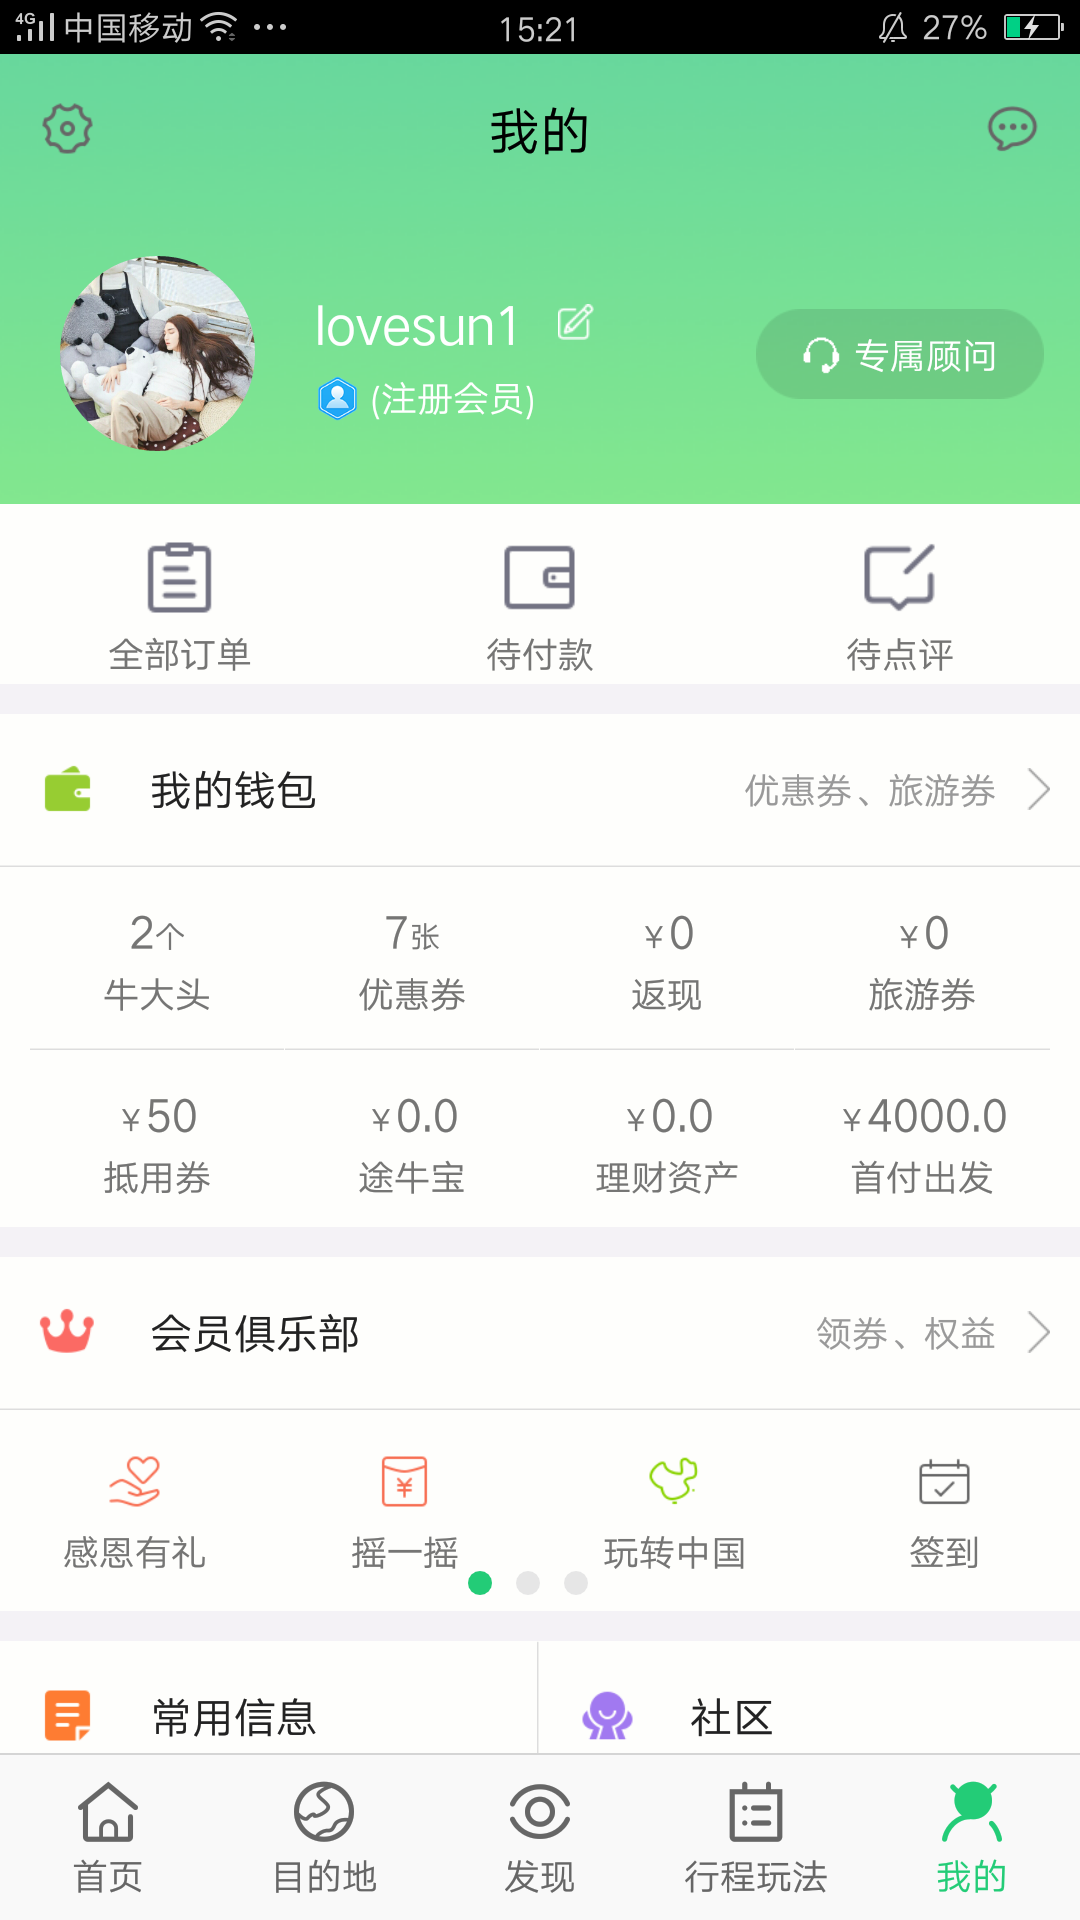 4G 中国移动 ... 15:21 27%
我的
lovesun1
(注册会员)
专属顾问
全部订单 待付款 待点评
我的钱包 优惠券、旅游券
2个 7张 ¥0 ¥0
牛大头 优惠券 返现 旅游券
¥50 ¥0.0 ¥0.0 ¥4000.0
抵用券 途牛宝 理财资产 首付出发
会员俱乐部 领券、权益
感恩有礼 摇一摇 玩转中国 签到
常用信息 社区
首页 目的地 发现 行程玩法 我的